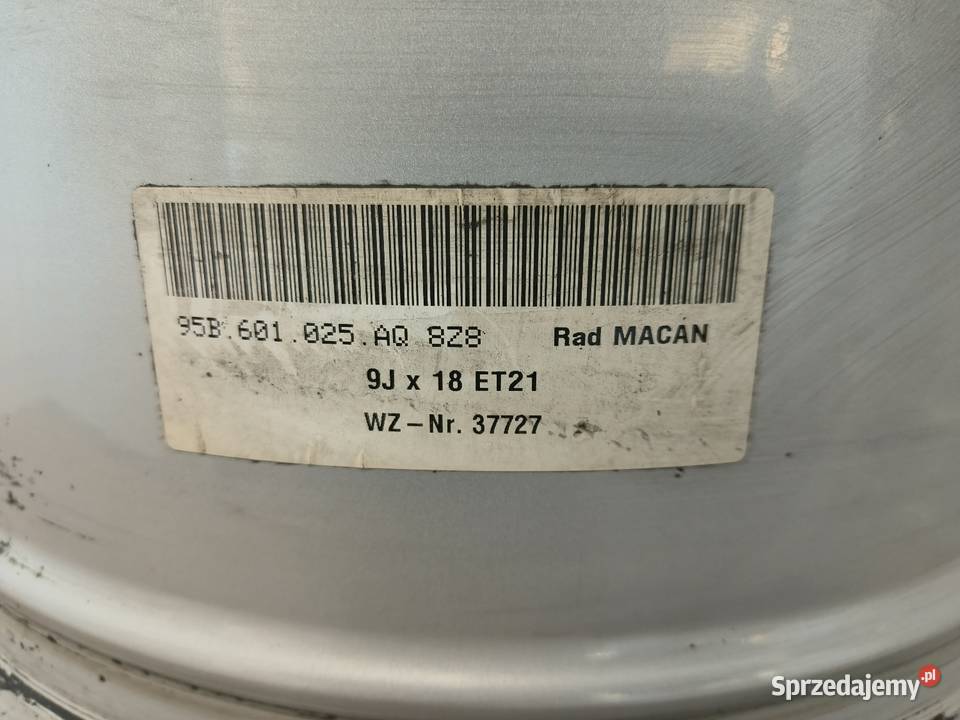 95B.601.025.AQ 8Z8 Rad MACAN
9J x 18 ET21
WZ-Nr. 37727
Sprzedajemy.pl